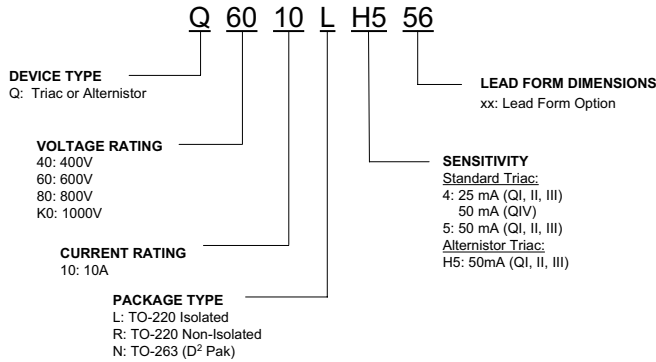 Q 60 10 L H5 56
DEVICE TYPE
Q: Triac or Alternistor
VOLTAGE RATING
40: 400V
60: 600V
80: 800V
K0: 1000V
CURRENT RATING
10: 10A
PACKAGE TYPE
L: TO-220 Isolated
R: TO-220 Non-Isolated
N: TO-263 (D² Pak)
LEAD FORM DIMENSIONS
xx: Lead Form Option
SENSITIVITY
Standard Triac:
4: 25 mA (QI, II, III)
50 mA (QIV)
5: 50 mA (QI, II, III)
Alternistor Triac:
H5: 50mA (QI, II, III)